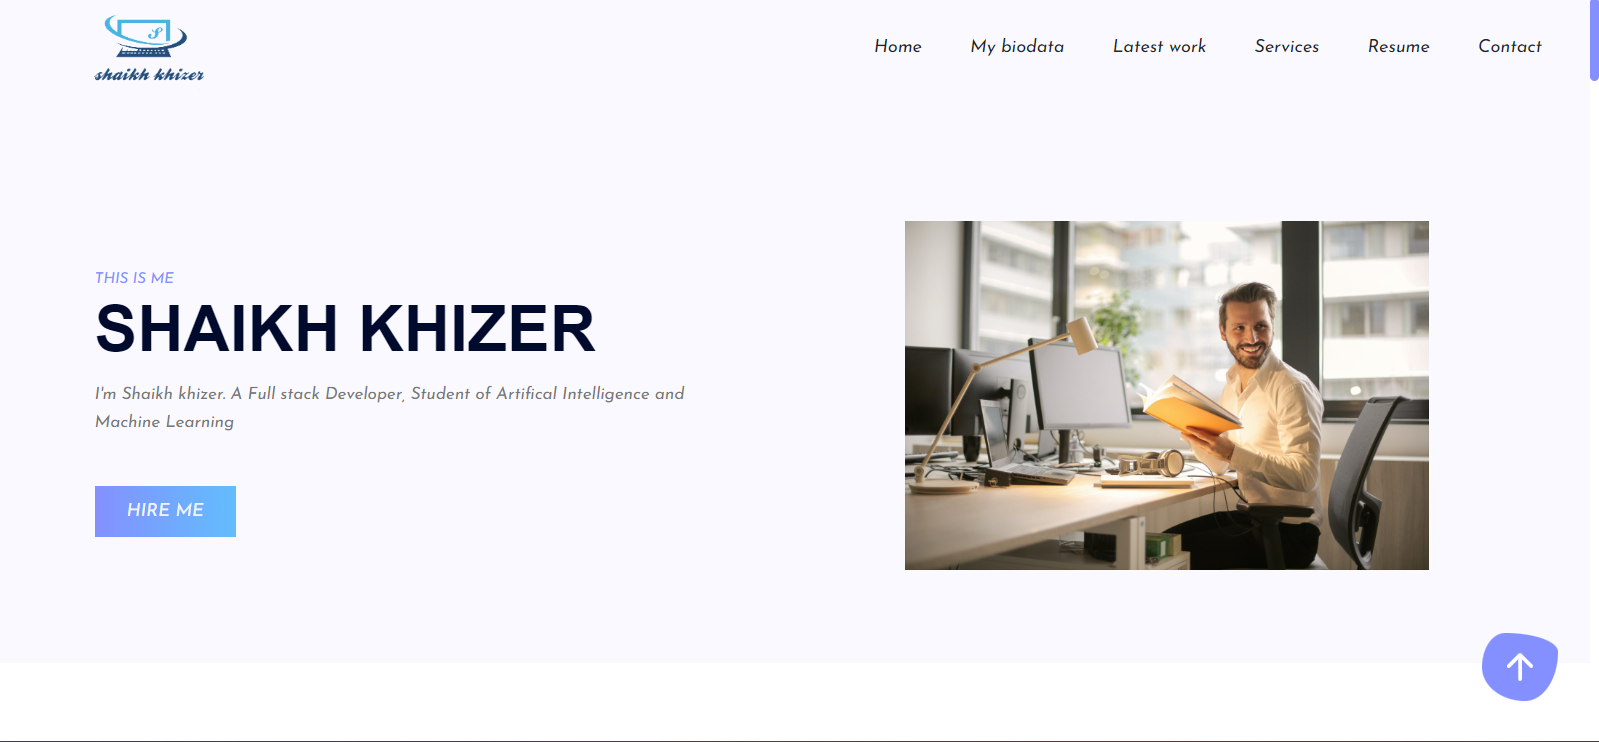 S
shaikh khizer
Home My biodata Latest work Services Resume Contact
THIS IS ME
SHAIKH KHIZER
I'm Shaikh khizer. A Full stack Developer, Student of Artifical Intelligence and
Machine Learning
HIRE ME